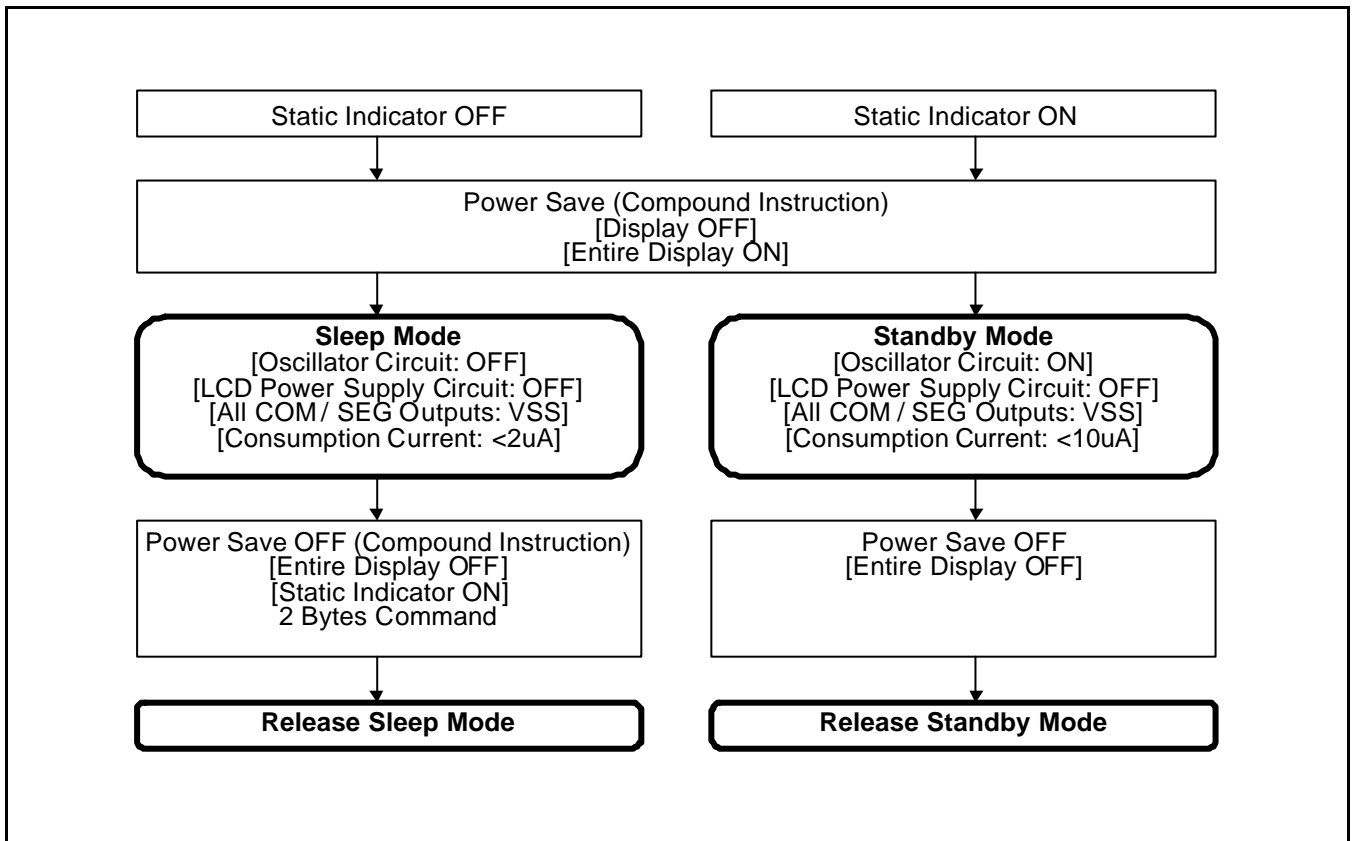 Static Indicator OFF
Static Indicator ON
Power Save (Compound Instruction)
[Display OFF]
[Entire Display ON]
Sleep Mode
[Oscillator Circuit: OFF]
[LCD Power Supply Circuit: OFF]
[All COM / SEG Outputs: VSS]
[Consumption Current: <2uA]
Standby Mode
[Oscillator Circuit: ON]
[LCD Power Supply Circuit: OFF]
[All COM / SEG Outputs: VSS]
[Consumption Current: <10uA]
Power Save OFF (Compound Instruction)
[Entire Display OFF]
[Static Indicator ON]
2 Bytes Command
Power Save OFF
[Entire Display OFF]
Release Sleep Mode
Release Standby Mode